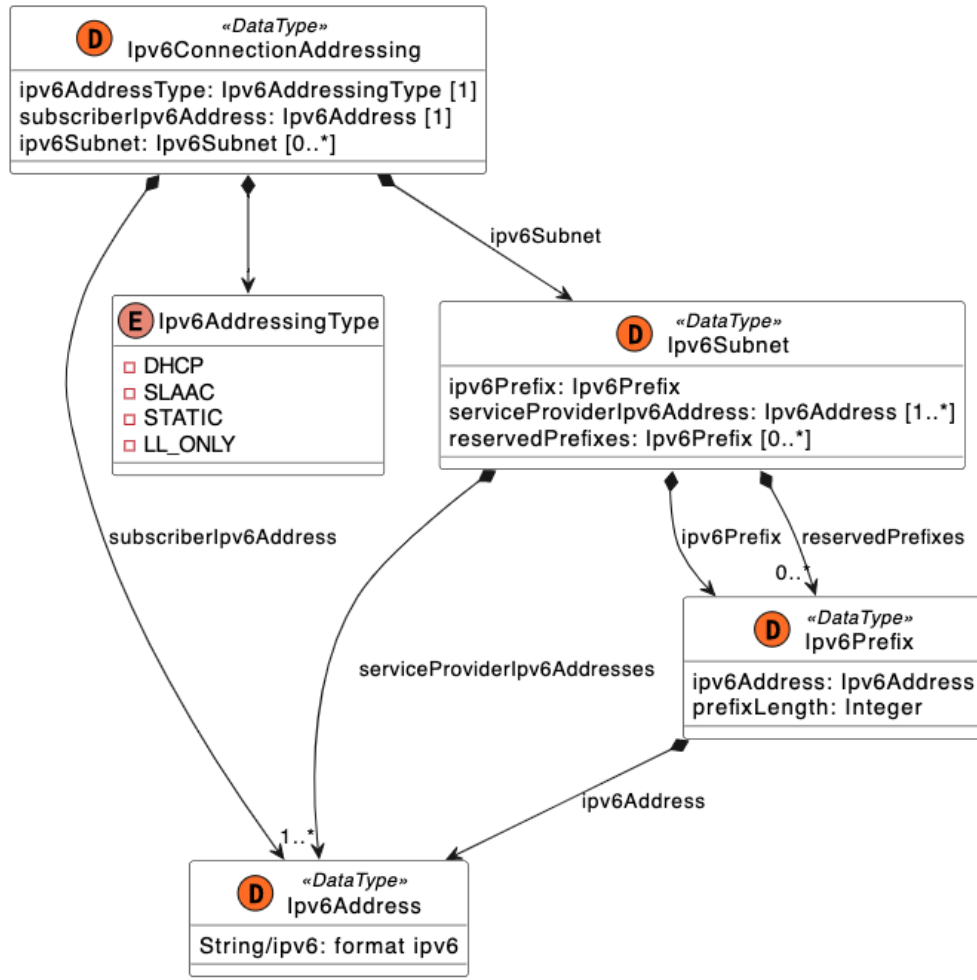 D
«DataType»
Ipv6ConnectionAddressing
ipv6AddressType: Ipv6AddressingType [1]
subscriberIpv6Address: Ipv6Address [1]
ipv6Subnet: Ipv6Subnet [0..*]
ipv6Subnet
E Ipv6AddressingType
DHCP
SLAAC
STATIC
LL_ONLY
D
«DataType»
Ipv6Subnet
ipv6Prefix: Ipv6Prefix
serviceProviderIpv6Address: Ipv6Address [1..*]
reservedPrefixes: Ipv6Prefix [0..*]
subscriberIpv6Address
ipv6Prefix
reservedPrefixes
0..*
D
«DataType»
Ipv6Prefix
ipv6Address: Ipv6Address
prefixLength: Integer
serviceProviderIpv6Addresses
ipv6Address
1..*
D
«DataType»
Ipv6Address
String/ipv6: format ipv6